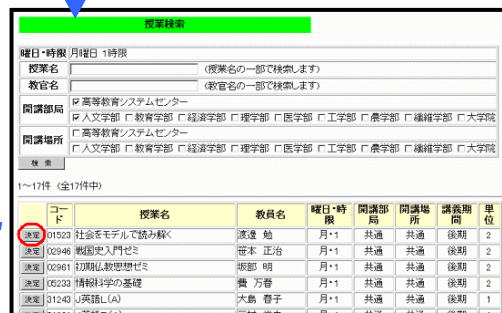 授業検索
曜日・時限 月曜日 1時限
授業名 (授業名の一部で検索します)
教官名 (教官名の一部で検索します)
開講部局 高等教育システムセンター
人文学部 教育学部 経済学部 理学部 医学部 工学部 農学部 繊維学部 大学院
開講場所 高等教育システムセンター
人文学部 教育学部 経済学部 理学部 医学部 工学部 農学部 繊維学部 大学院
検 索
1~17件 (全17件中)
コード 授業名 教員名 曜日・時限 開講部局 開講場所 講義期間 単位
決定 01523 社会をモデルで読み解く 渡邊 勉 月・1 共通 共通 後期 2
決定 02946 戦国史入門ゼミ 笹本 正治 月・1 共通 共通 後期 2
決定 02961 初期仏教思想ゼミ 坂部 明 月・1 共通 共通 後期 2
決定 05233 情報科学の基礎 費 万春 月・1 共通 共通 後期 2
決定 31243 J英語L(A) 大島 春子 月・1 共通 共通 後期 1